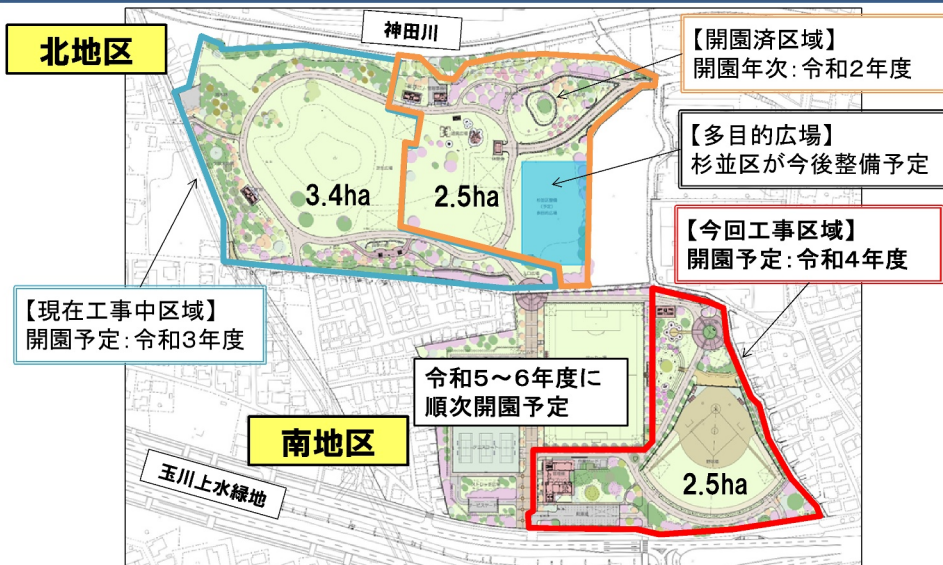 北地区
神田川
【開園済区域】
開園年次：令和2年度
【多目的広場】
杉並区が今後整備予定
3.4ha
2.5ha
【今回工事区域】
開園予定：令和4年度
【現在工事中区域】
開園予定：令和3年度
令和5～6年度に
順次開園予定
南地区
玉川上水緑地
2.5ha